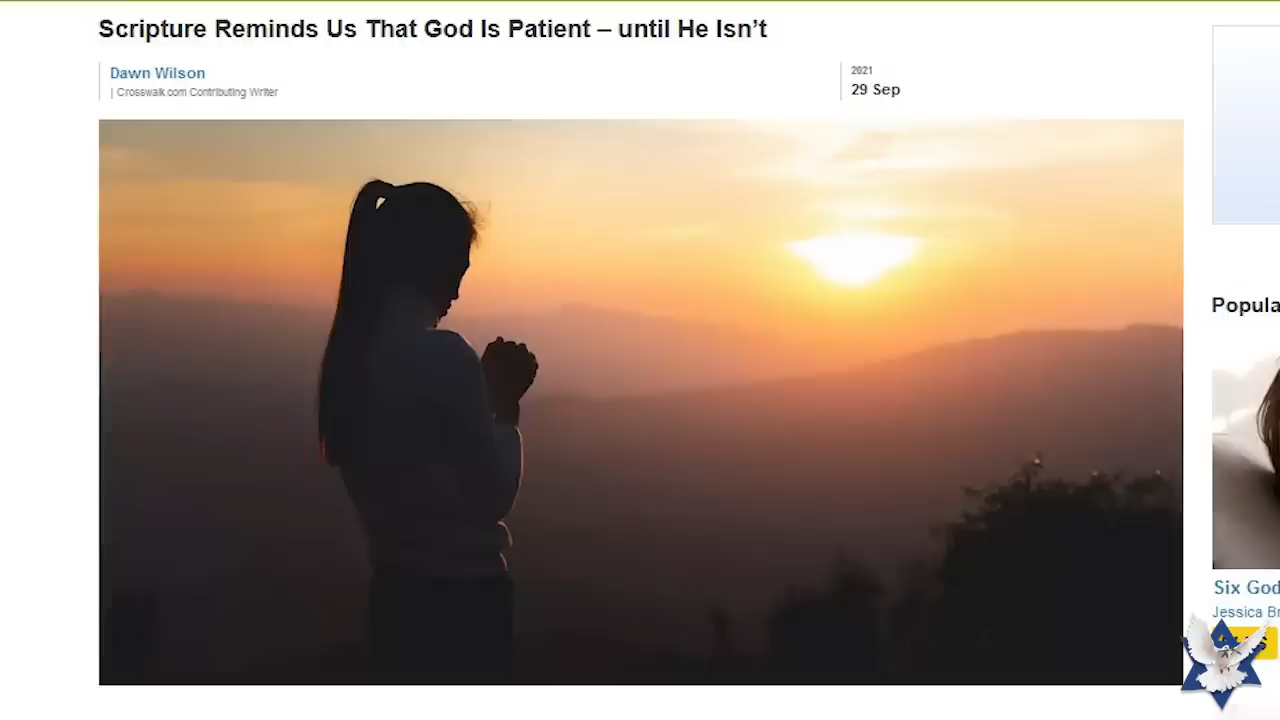 Scripture Reminds Us That God Is Patient – until He Isn’t
Dawn Wilson
| Crosswalk.com Contributing Writer
2021
29 Sep
Popula
Six God
Jessica Br